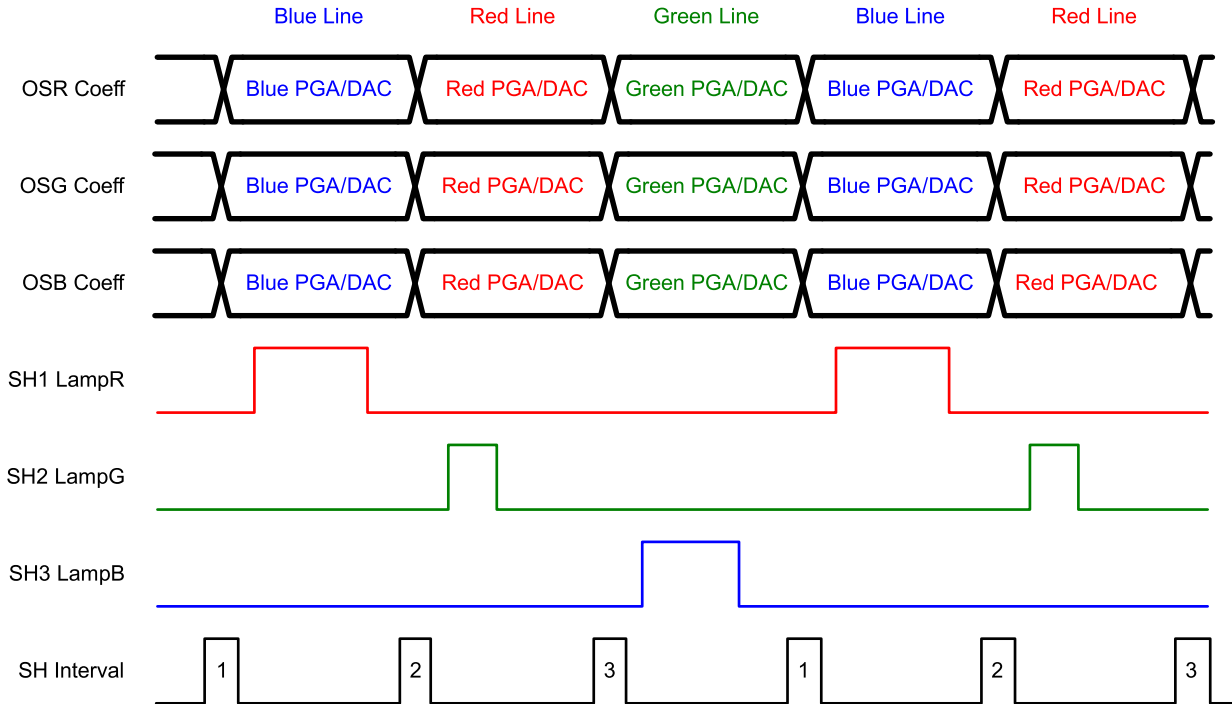 Blue Line Red Line Green Line Blue Line Red Line
OSR Coeff Blue PGA/DAC Red PGA/DAC Green PGA/DAC Blue PGA/DAC Red PGA/DAC
OSG Coeff Blue PGA/DAC Red PGA/DAC Green PGA/DAC Blue PGA/DAC Red PGA/DAC
OSB Coeff Blue PGA/DAC Red PGA/DAC Green PGA/DAC Blue PGA/DAC Red PGA/DAC
SH1 LampR
SH2 LampG
SH3 LampB
SH Interval 1 2 3 1 2 3